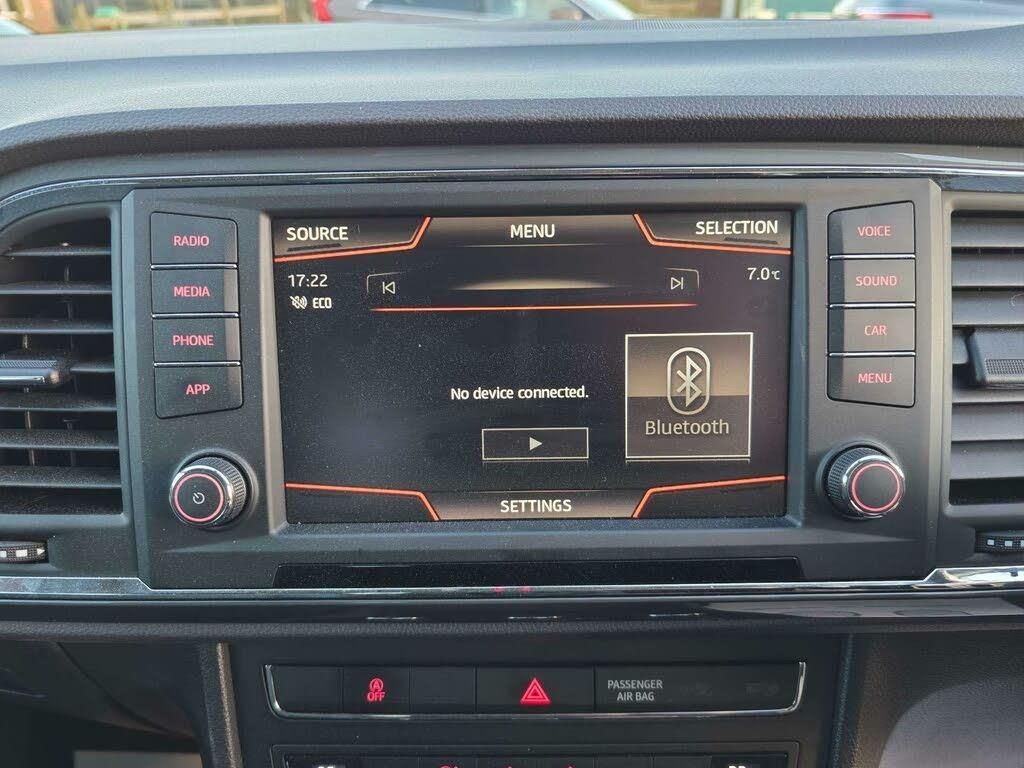 SOURCE
MENU
SELECTION
RADIO
MEDIA
PHONE
APP
17:22
ECO
7.0°C
No device connected.
Bluetooth
SETTINGS
VOICE
SOUND
CAR
MENU
A
OFF
PASSENGER
AIR BAG